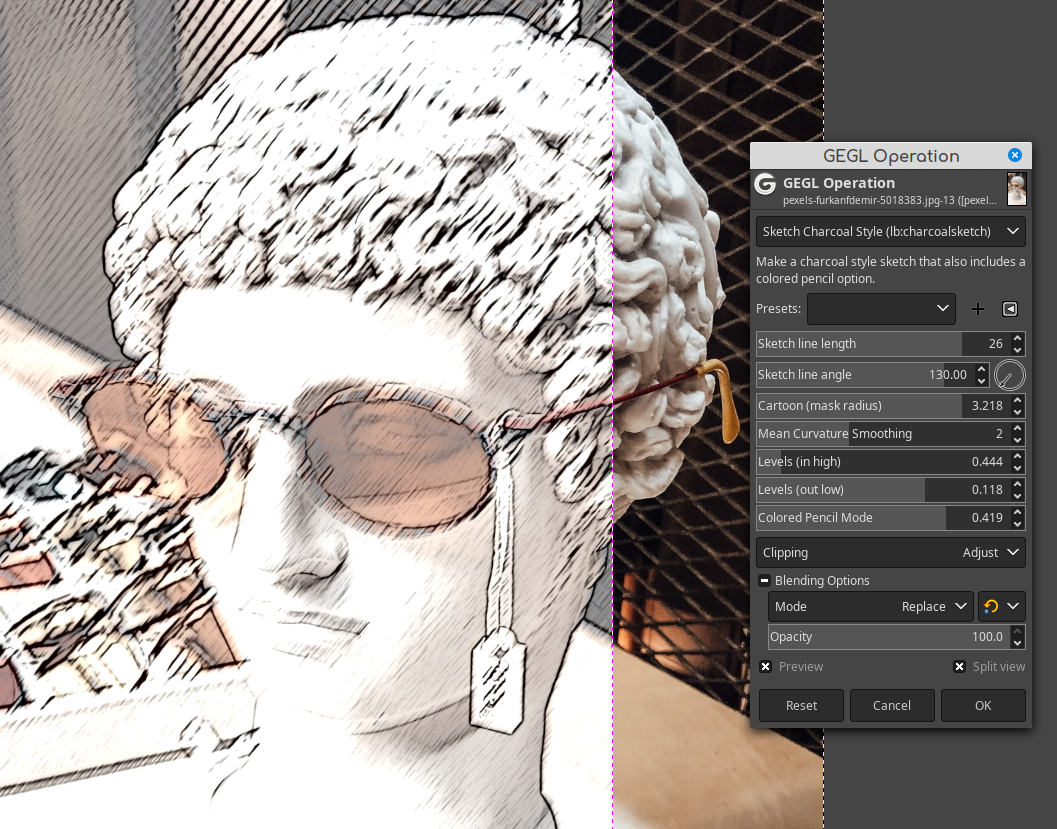 GEGL Operation
GEGL Operation
pexels-furkanfdemir-5018383.jpg-13 ([pexel...
Sketch Charcoal Style (lb:charcoalsketch)
Make a charcoal style sketch that also includes a
colored pencil option.
Presets:
Sketch line length 26
Sketch line angle 130.00
Cartoon (mask radius) 3.218
Mean Curvature Smoothing 2
Levels (in high) 0.444
Levels (out low) 0.118
Colored Pencil Mode 0.419
Clipping Adjust
Blending Options
Mode Replace
Opacity 100.0
Preview Split view
Reset Cancel OK